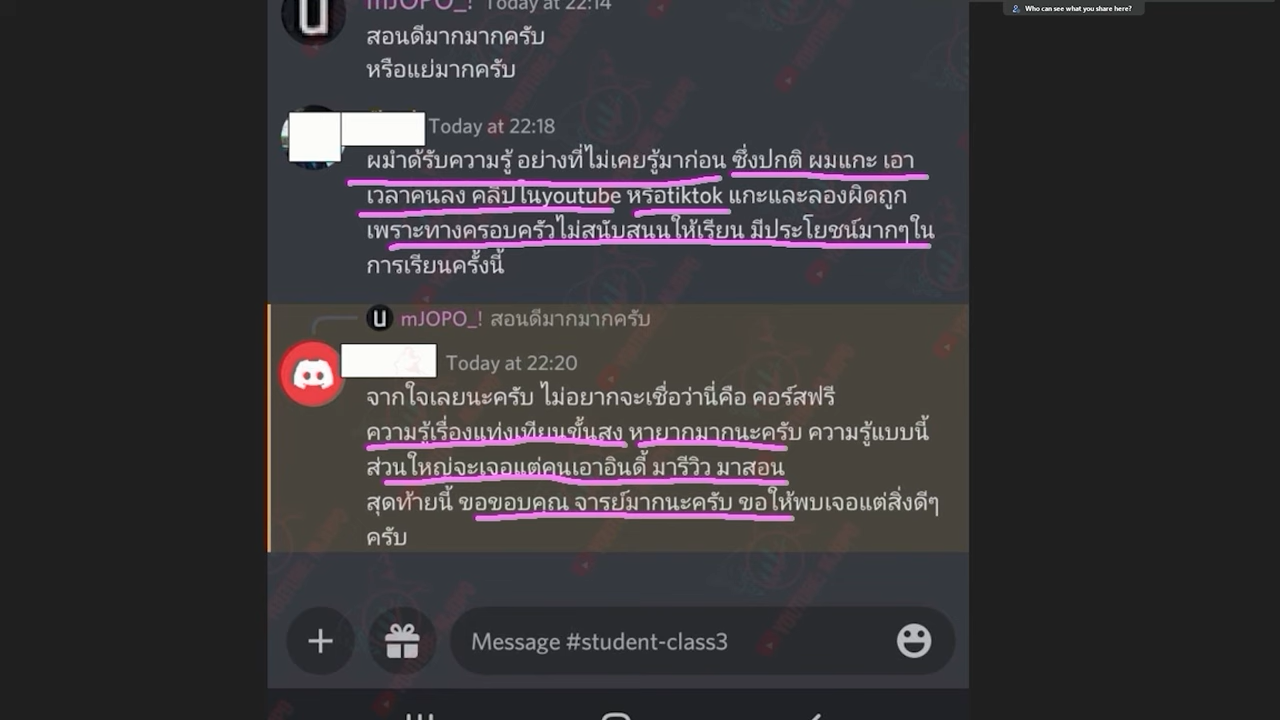 Who can see what you share here?
mJOPO_! Today at 22:14
สอนดีมากมากครับ
หรือแย่มากครับ
Today at 22:18
ผมำด้รับความรู้ อย่างที่ไม่เคยรู้มาก่อน ซึ่งปกติ ผมแกะ เอา
เวลาคนลง คลิปในyoutube หรือtiktok แกะและลองผิดถูก
เพราะทางครอบครัวไม่สนับสนุนให้เรียน มีประโยชน์มากๆใน
การเรียนครั้งนี้
mJOPO_! สอนดีมากมากครับ
Today at 22:20
จากใจเลยนะครับ ไม่อยากจะเชื่อว่านี่คือ คอร์สฟรี
ความรู้เรื่องแท่งเทียนขั้นสูง หายากมากนะครับ ความรู้แบบนี้
ส่วนใหญ่จะเจอแต่คนเอาอินดี้ มารีวิว มาสอน
สุดท้ายนี้ ขอขอบคุณ จารย์มากนะครับ ขอให้พบเจอแต่สิ่งดีๆ
ครับ
Message #student-class3